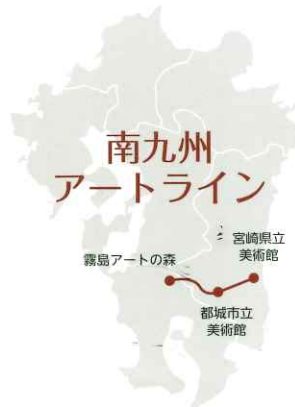 南九州
アートライン
宮崎県立
美術館
霧島アートの森
都城市立
美術館